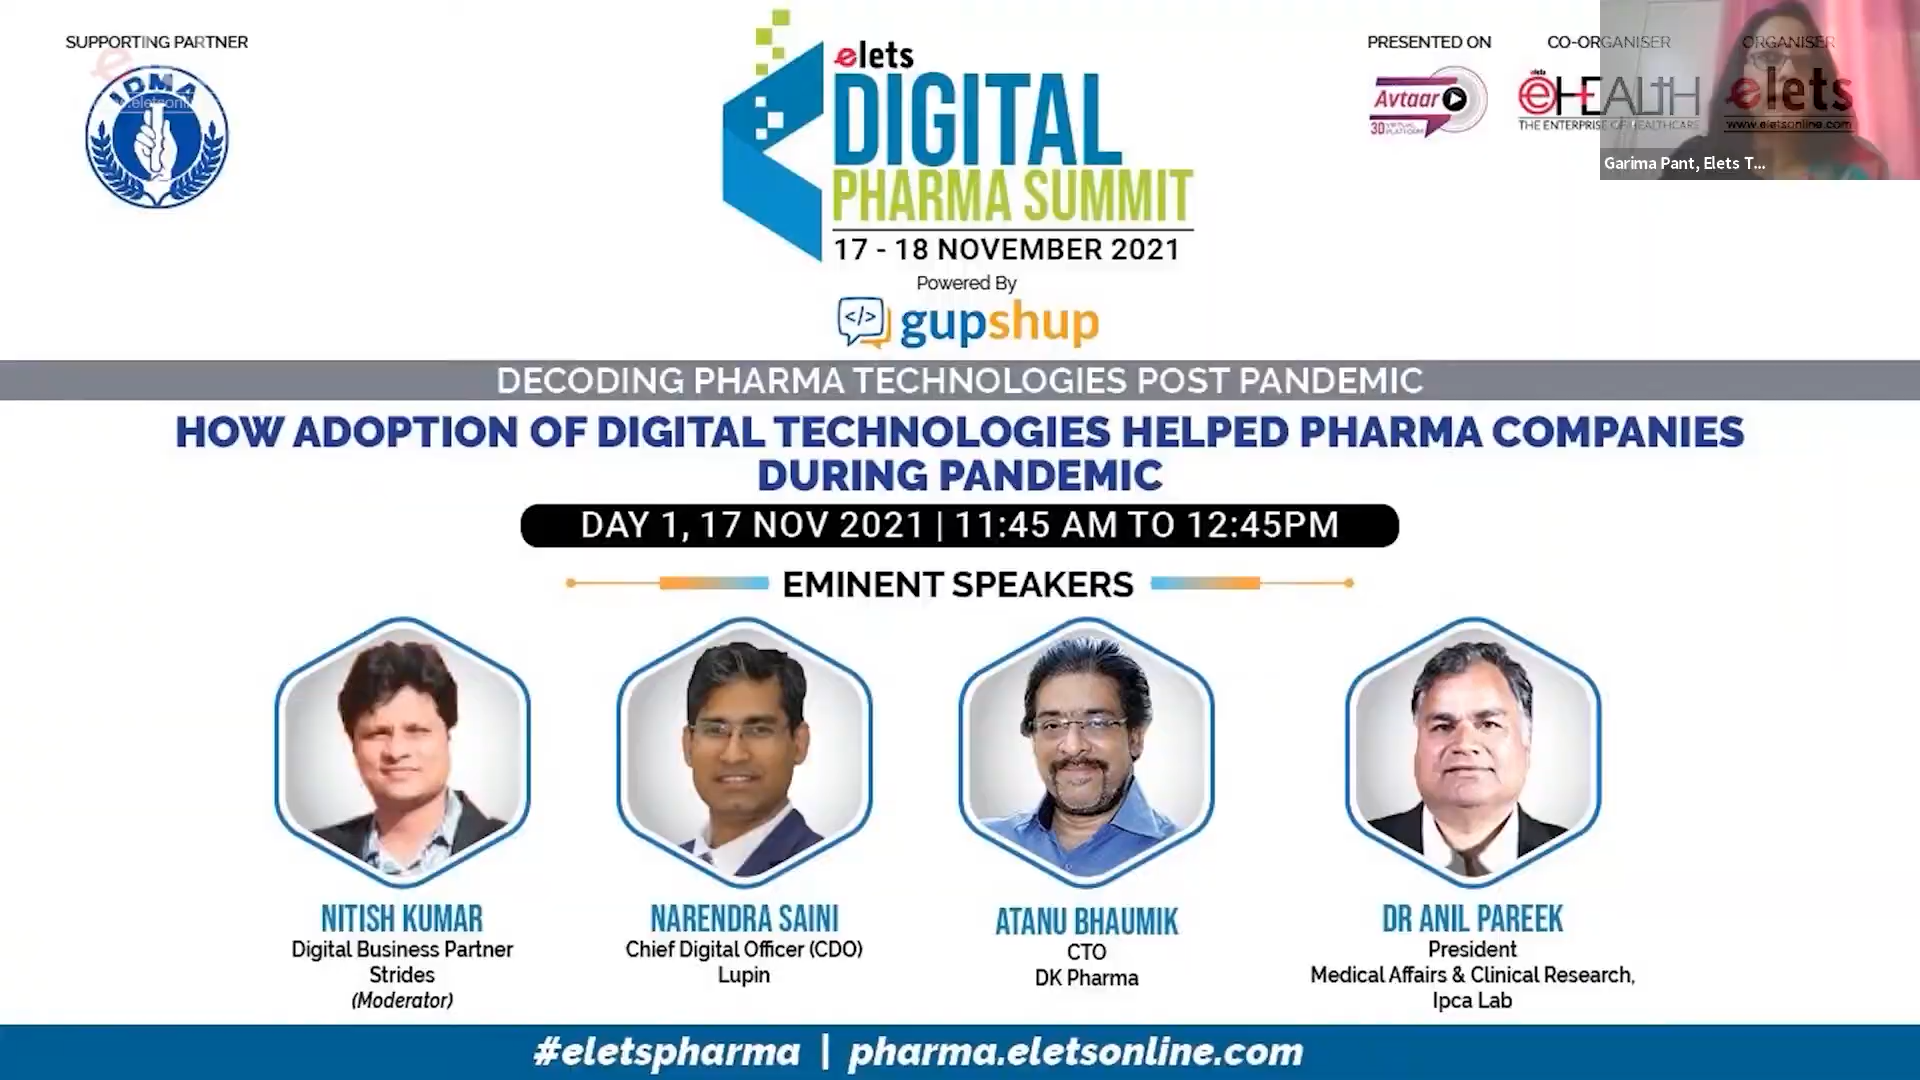 SUPPORTING PARTNER
IDMA
elets
DIGITAL
PHARMA SUMMIT
17 - 18 NOVEMBER 2021
Powered By
</>
gupshup
PRESENTED ON
Avtaar
3D VIRTUAL PLATFORM
CO-ORGANISER
elets
eHEALTH
THE ENTERPRISE OF HEALTHCARE
ORGANISER
elets
www.eletsonline.com
Garima Pant, Elets T...
DECODING PHARMA TECHNOLOGIES POST PANDEMIC
HOW ADOPTION OF DIGITAL TECHNOLOGIES HELPED PHARMA COMPANIES
DURING PANDEMIC
DAY 1, 17 NOV 2021 | 11:45 AM TO 12:45PM
EMINENT SPEAKERS
NITISH KUMAR
Digital Business Partner
Strides
(Moderator)
NARENDRA SAINI
Chief Digital Officer (CDO)
Lupin
ATANU BHAUMIK
CTO
DK Pharma
DR ANIL PAREEK
President
Medical Affairs & Clinical Research,
Ipca Lab
#eletspharma | pharma.eletsonline.com